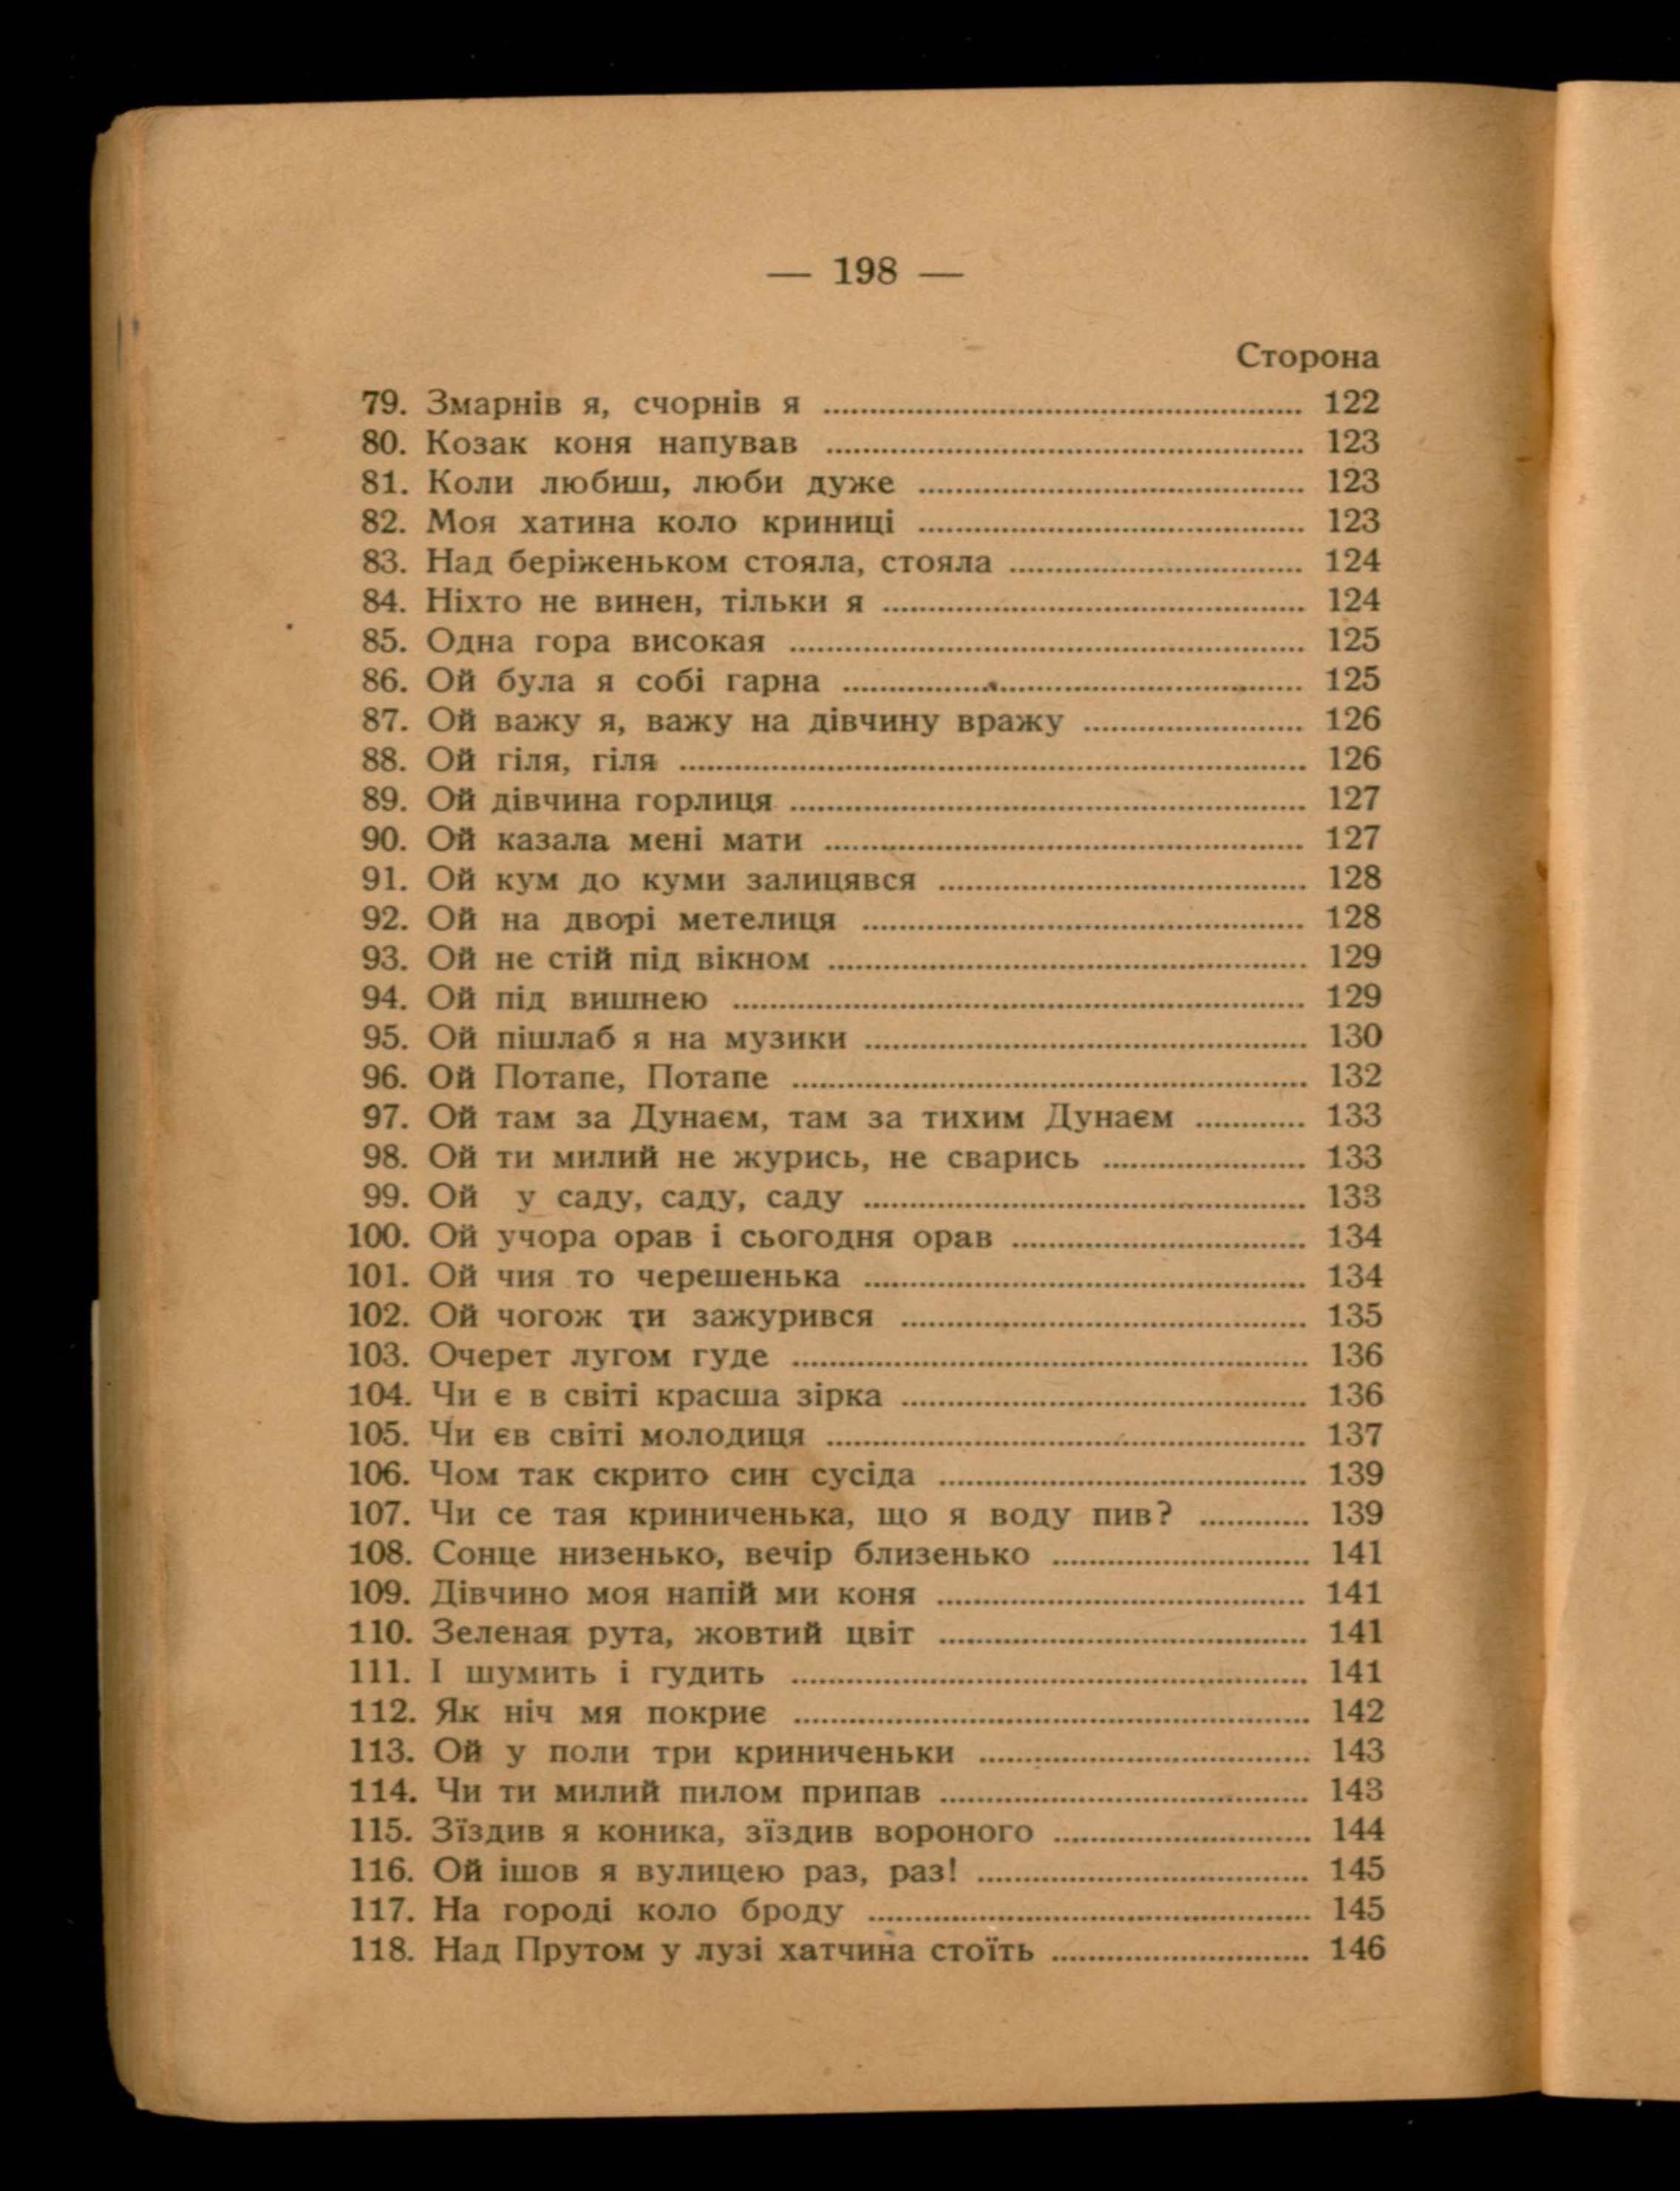 — 198 —
Сторона
79. Змарнів я, счорнів я ........ 122
80. Козак коня напував ........ 123
81. Коли любиш, люби дуже ........ 123
82. Моя хатина коло криниці ........ 123
83. Над беріженьком стояла, стояла ........ 124
84. Ніхто не винен, тільки я ........ 124
85. Одна гора високая ........ 125
86. Ой була я собі гарна ........ 125
87. Ой важу я, важу на дівчину вражу ........ 126
88. Ой гіля, гіля ........ 126
89. Ой дівчина горлиця ........ 127
90. Ой казала мені мати ........ 127
91. Ой кум до куми залицявся ........ 128
92. Ой на дворі метелиця ........ 128
93. Ой не стій під вікном ........ 129
94. Ой під вишнею ........ 129
95. Ой пішлаб я на музики ........ 130
96. Ой Потапе, Потапе ........ 132
97. Ой там за Дунаєм, там за тихим Дунаєм ........ 133
98. Ой ти милий не журись, не сварись ........ 133
99. Ой у саду, саду, саду ........ 133
100. Ой учора орав і сьогодня орав ........ 134
101. Ой чия то черешенька ........ 134
102. Ой чогож ти зажурився ........ 135
103. Очерет лугом гуде ........ 136
104. Чи є в світі красша зірка ........ 136
105. Чи єв світі молодиця ........ 137
106. Чом так скрито син сусіда ........ 139
107. Чи се тая криниченька, що я воду пив? ........ 139
108. Сонце низенько, вечір близенько ........ 141
109. Дівчино моя напій ми коня ........ 141
110. Зеленая рута, жовтий цвіт ........ 141
111. І шумить і гудить ........ 141
112. Як ніч мя покриє ........ 142
113. Ой у поли три криниченьки ........ 143
114. Чи ти милий пилом припав ........ 143
115. Зїздив я коника, зїздив вороного ........ 144
116. Ой ішов я вулицею раз, раз! ........ 145
117. На городі коло броду ........ 145
118. Над Прутом у лузі хатчина стоїть ........ 146